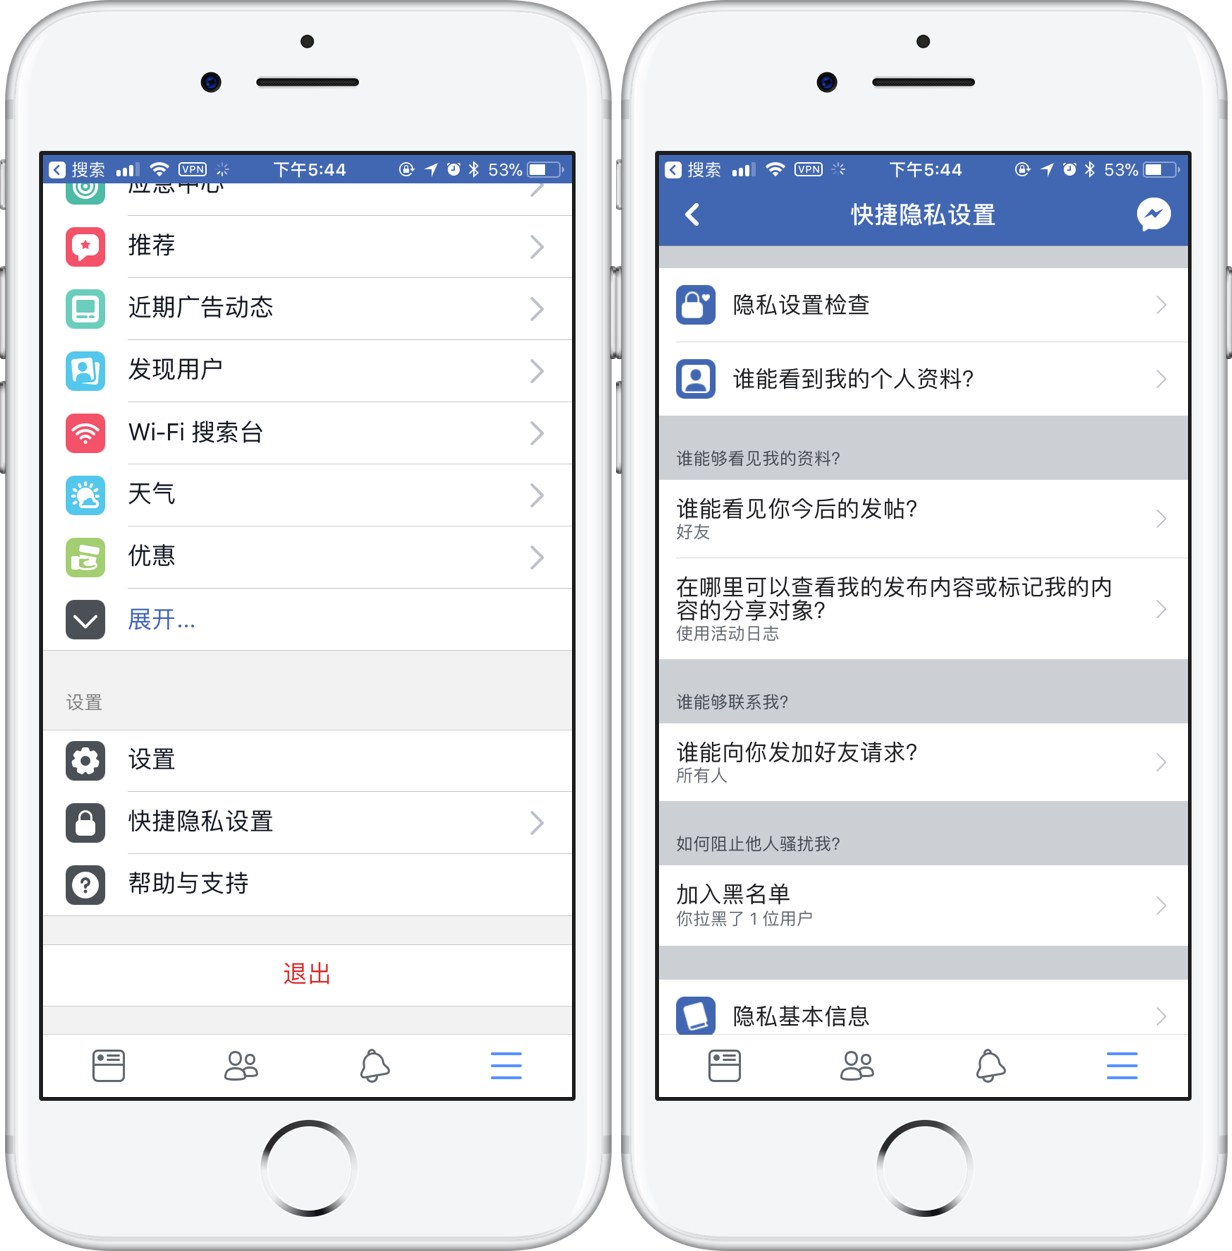 搜索 VPN 下午5:44 53%
应急中心
推荐
近期广告动态
发现用户
Wi-Fi 搜索台
天气
优惠
展开...
设置
设置
快捷隐私设置
帮助与支持
退出
搜索 VPN 下午5:44 53%
快捷隐私设置
隐私设置检查
谁能看到我的个人资料?
谁能够看见我的资料?
谁能看见你今后的发帖?
好友
在哪里可以查看我的发布内容或标记我的内
容的分享对象?
使用活动日志
谁能够联系我?
谁能向你发加好友请求?
所有人
如何阻止他人骚扰我?
加入黑名单
你拉黑了 1 位用户
隐私基本信息